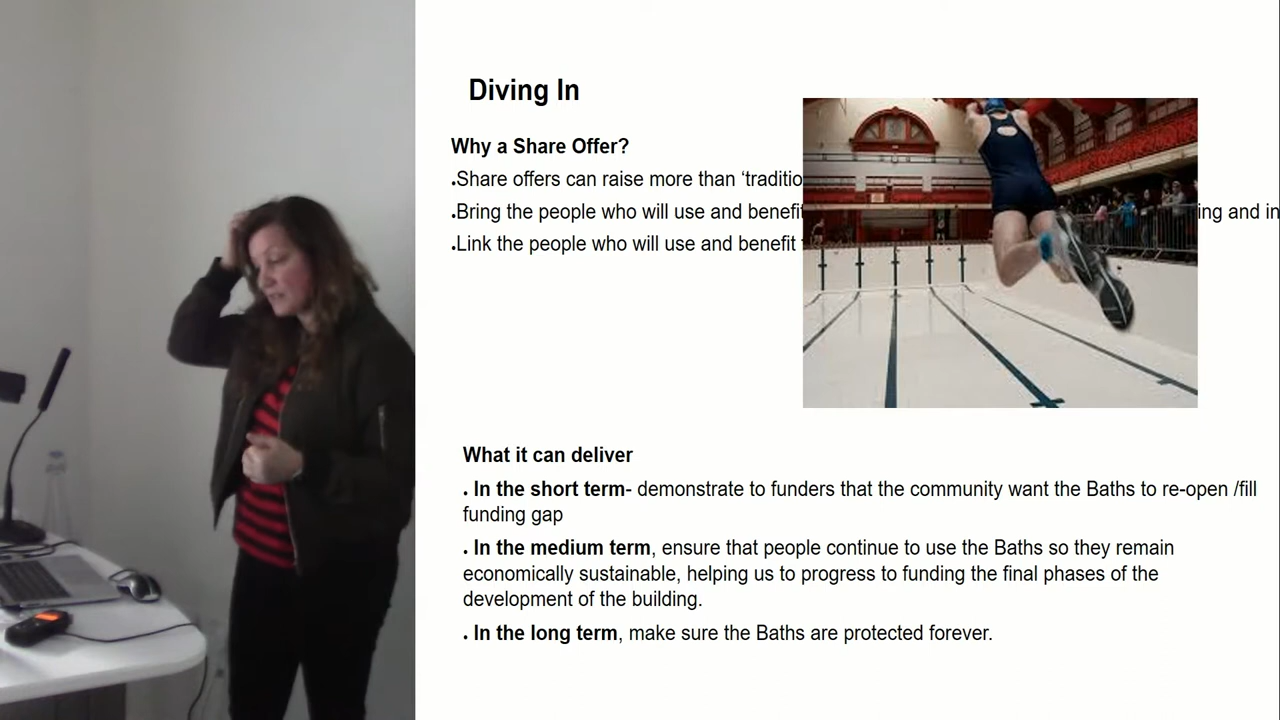 Diving In
Why a Share Offer?
.Share offers can raise more than ‘traditio
.Bring the people who will use and benefit ing and in
.Link the people who will use and benefit
What it can deliver
. In the short term- demonstrate to funders that the community want the Baths to re-open /fill
funding gap
. In the medium term, ensure that people continue to use the Baths so they remain
economically sustainable, helping us to progress to funding the final phases of the
development of the building.
. In the long term, make sure the Baths are protected forever.